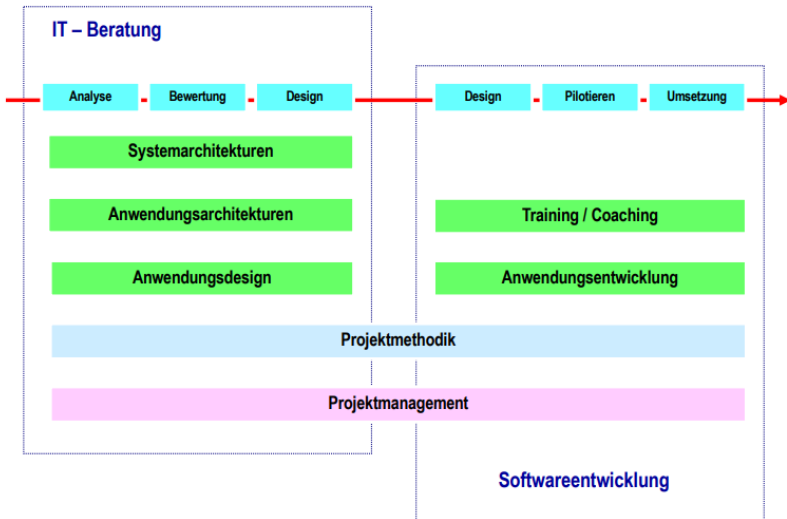 IT – Beratung
Analyse
Bewertung
Design
Design
Pilotieren
Umsetzung
Systemarchitekturen
Anwendungsarchitekturen
Training / Coaching
Anwendungsdesign
Anwendungsentwicklung
Projektmethodik
Projektmanagement
Softwareentwicklung